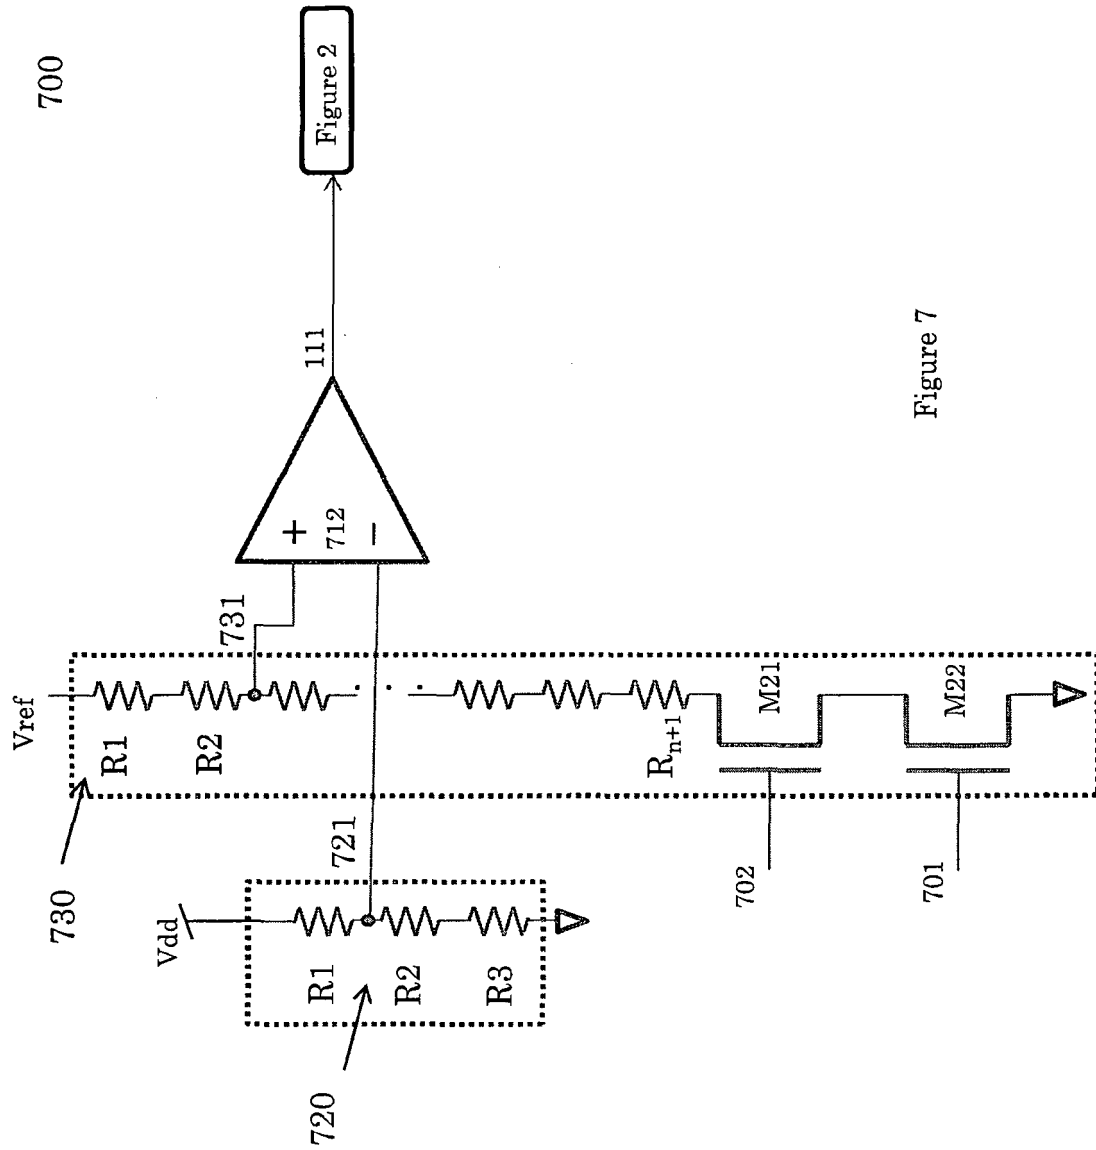 700
Figure 2
111
+
712
−
731
Vref
R1
R2
R_{n+1}
M21
M22
730
721
702
701
Vdd
R1
R2
R3
720
Figure 7